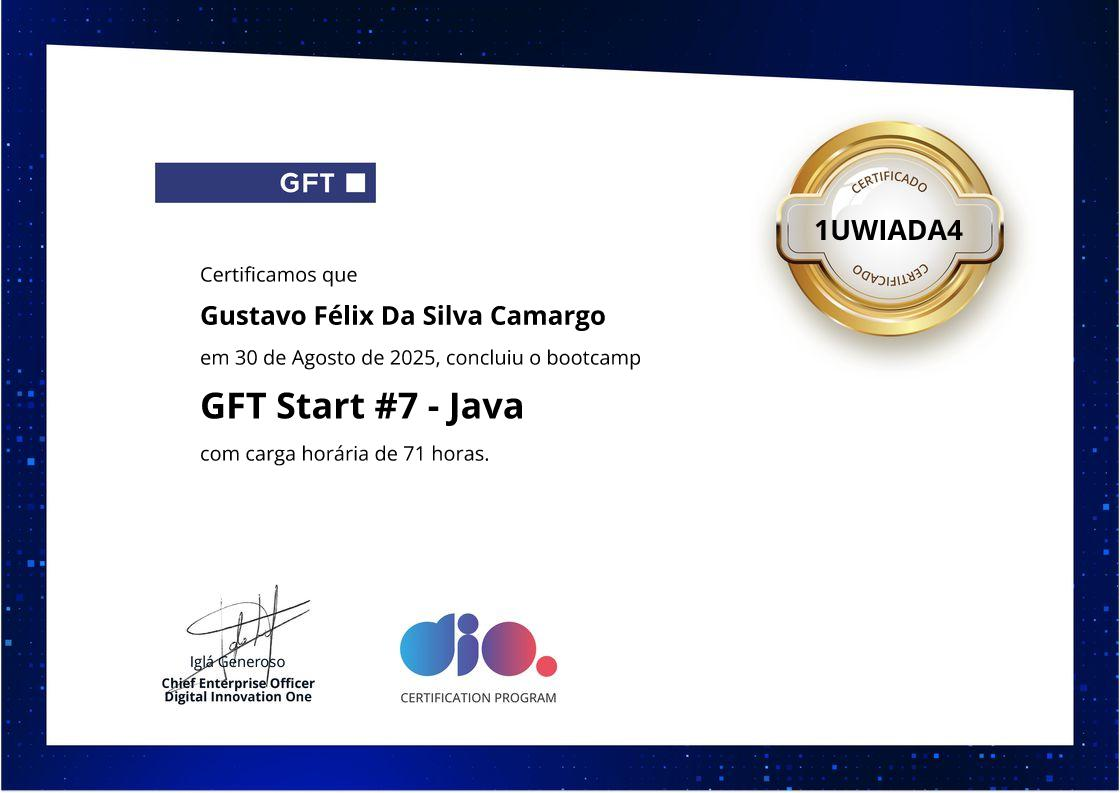 GFT
CERTIFICADO
1UWIADA4
CERTIFICADO
Certificamos que
Gustavo Félix Da Silva Camargo
em 30 de Agosto de 2025, concluiu o bootcamp
GFT Start #7 - Java
com carga horária de 71 horas.
Iglá Generoso
Chief Enterprise Officer
Digital Innovation One
dio.
CERTIFICATION PROGRAM